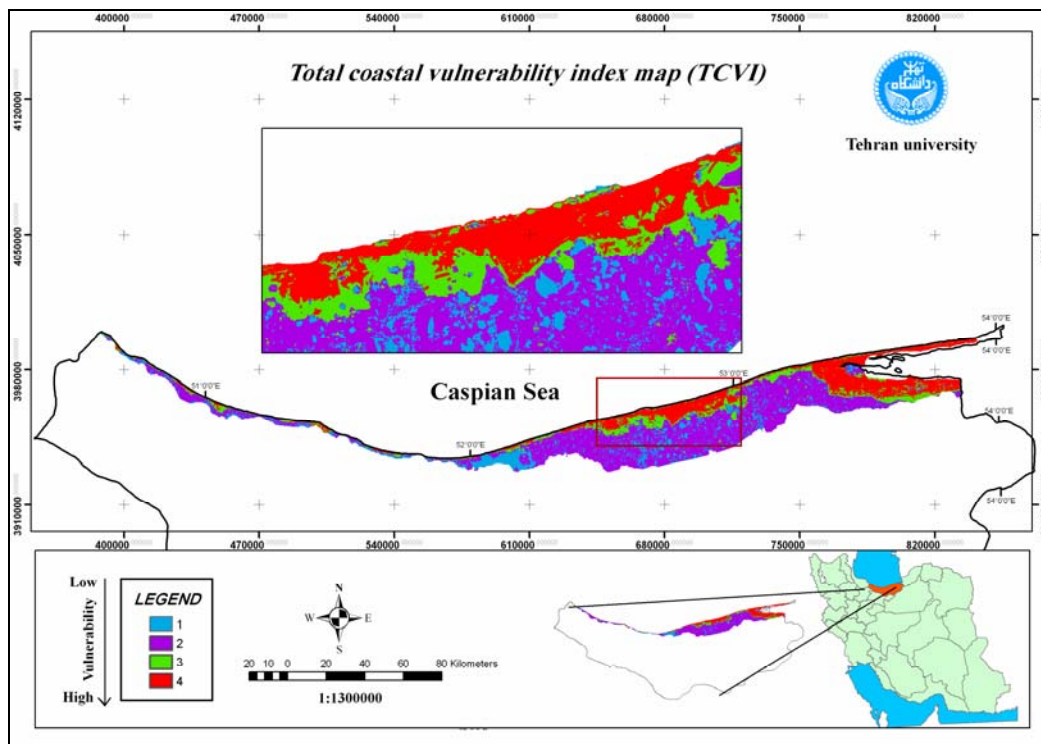 400000 470000 540000 610000 680000 750000 820000
Total coastal vulnerability index map (TCVI)
تهران
دانشگاه
Tehran university
4120000
4050000
3980000
3910000
54°0'0"E
54°0'0"E
53°0'0"E
51°0'0"E
Caspian Sea
54°0'0"E
52°0'0"E
54°0'0"E
400000 470000 540000 610000 680000 750000 820000
Low
Vulnerability
High
LEGEND
1
2
3
4
N
W E
S
20 10 0 20 40 60 80 Kilometers
1:1300000